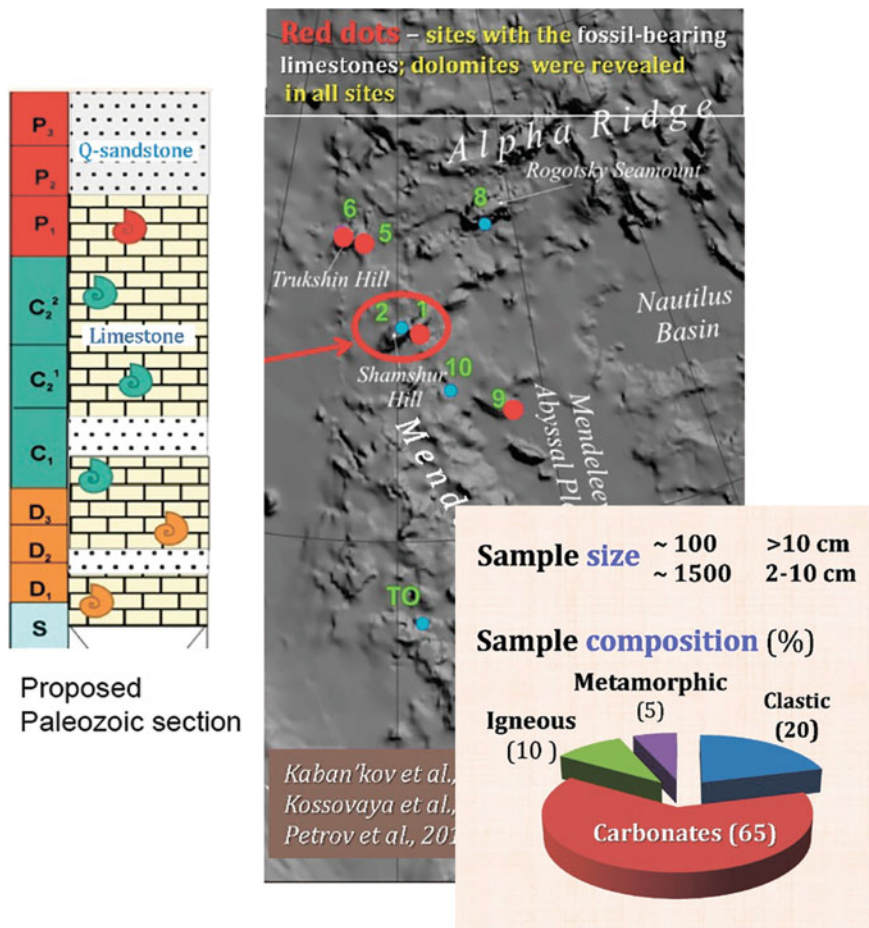 Red dots – sites with the fossil-bearing
limestones; dolomites were revealed
in all sites
P₃
P₂
P₁
C₂²
C₂¹
C₁
D₃
D₂
D₁
S
Q-sandstone
Limestone
Proposed
Paleozoic section
Alpha Ridge
Rogotsky Seamount
8
6
5
Trukshin Hill
Nautilus
Basin
2
1
Shamshur
Hill
10
9
Mendeleev
Abyssal
TO
Kaban'kov et al.,
Kossovaya et al.,
Petrov et al., 201
Sample size
~ 100 >10 cm
~ 1500 2-10 cm
Sample composition (%)
Metamorphic
(5)
Igneous
(10 )
Clastic
(20)
Carbonates (65)